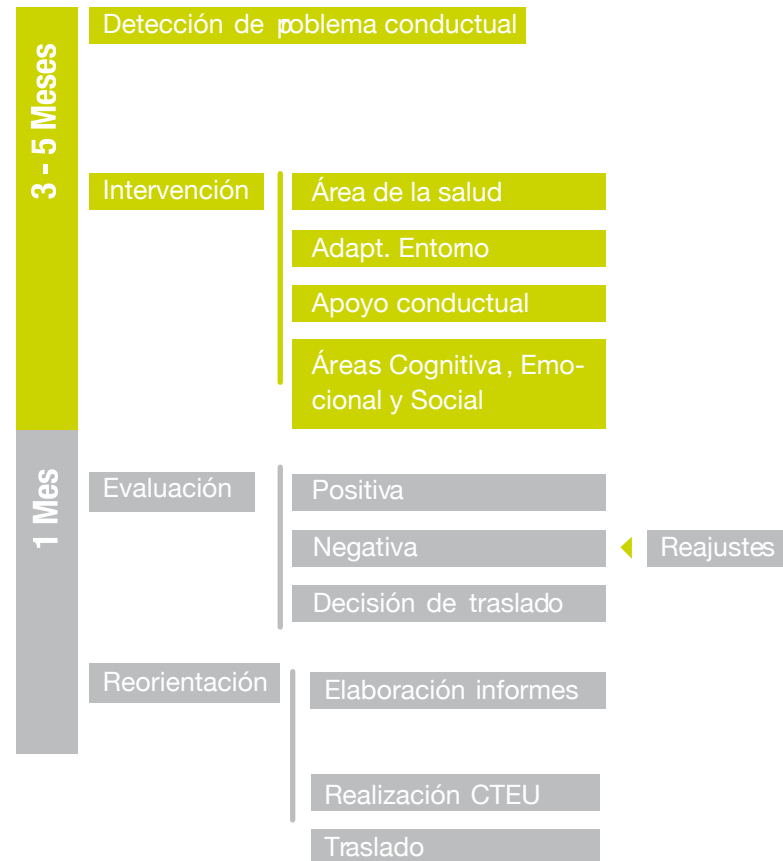 3 - 5 Meses
Detección de problema conductual
Intervención
Área de la salud
Adapt. Entorno
Apoyo conductual
Áreas Cognitiva , Emo-
cional y Social
1 Mes
Evaluación
Positiva
Negativa
Reajustes
Decisión de traslado
Reorientación
Elaboración informes
Realización CTEU
Traslado